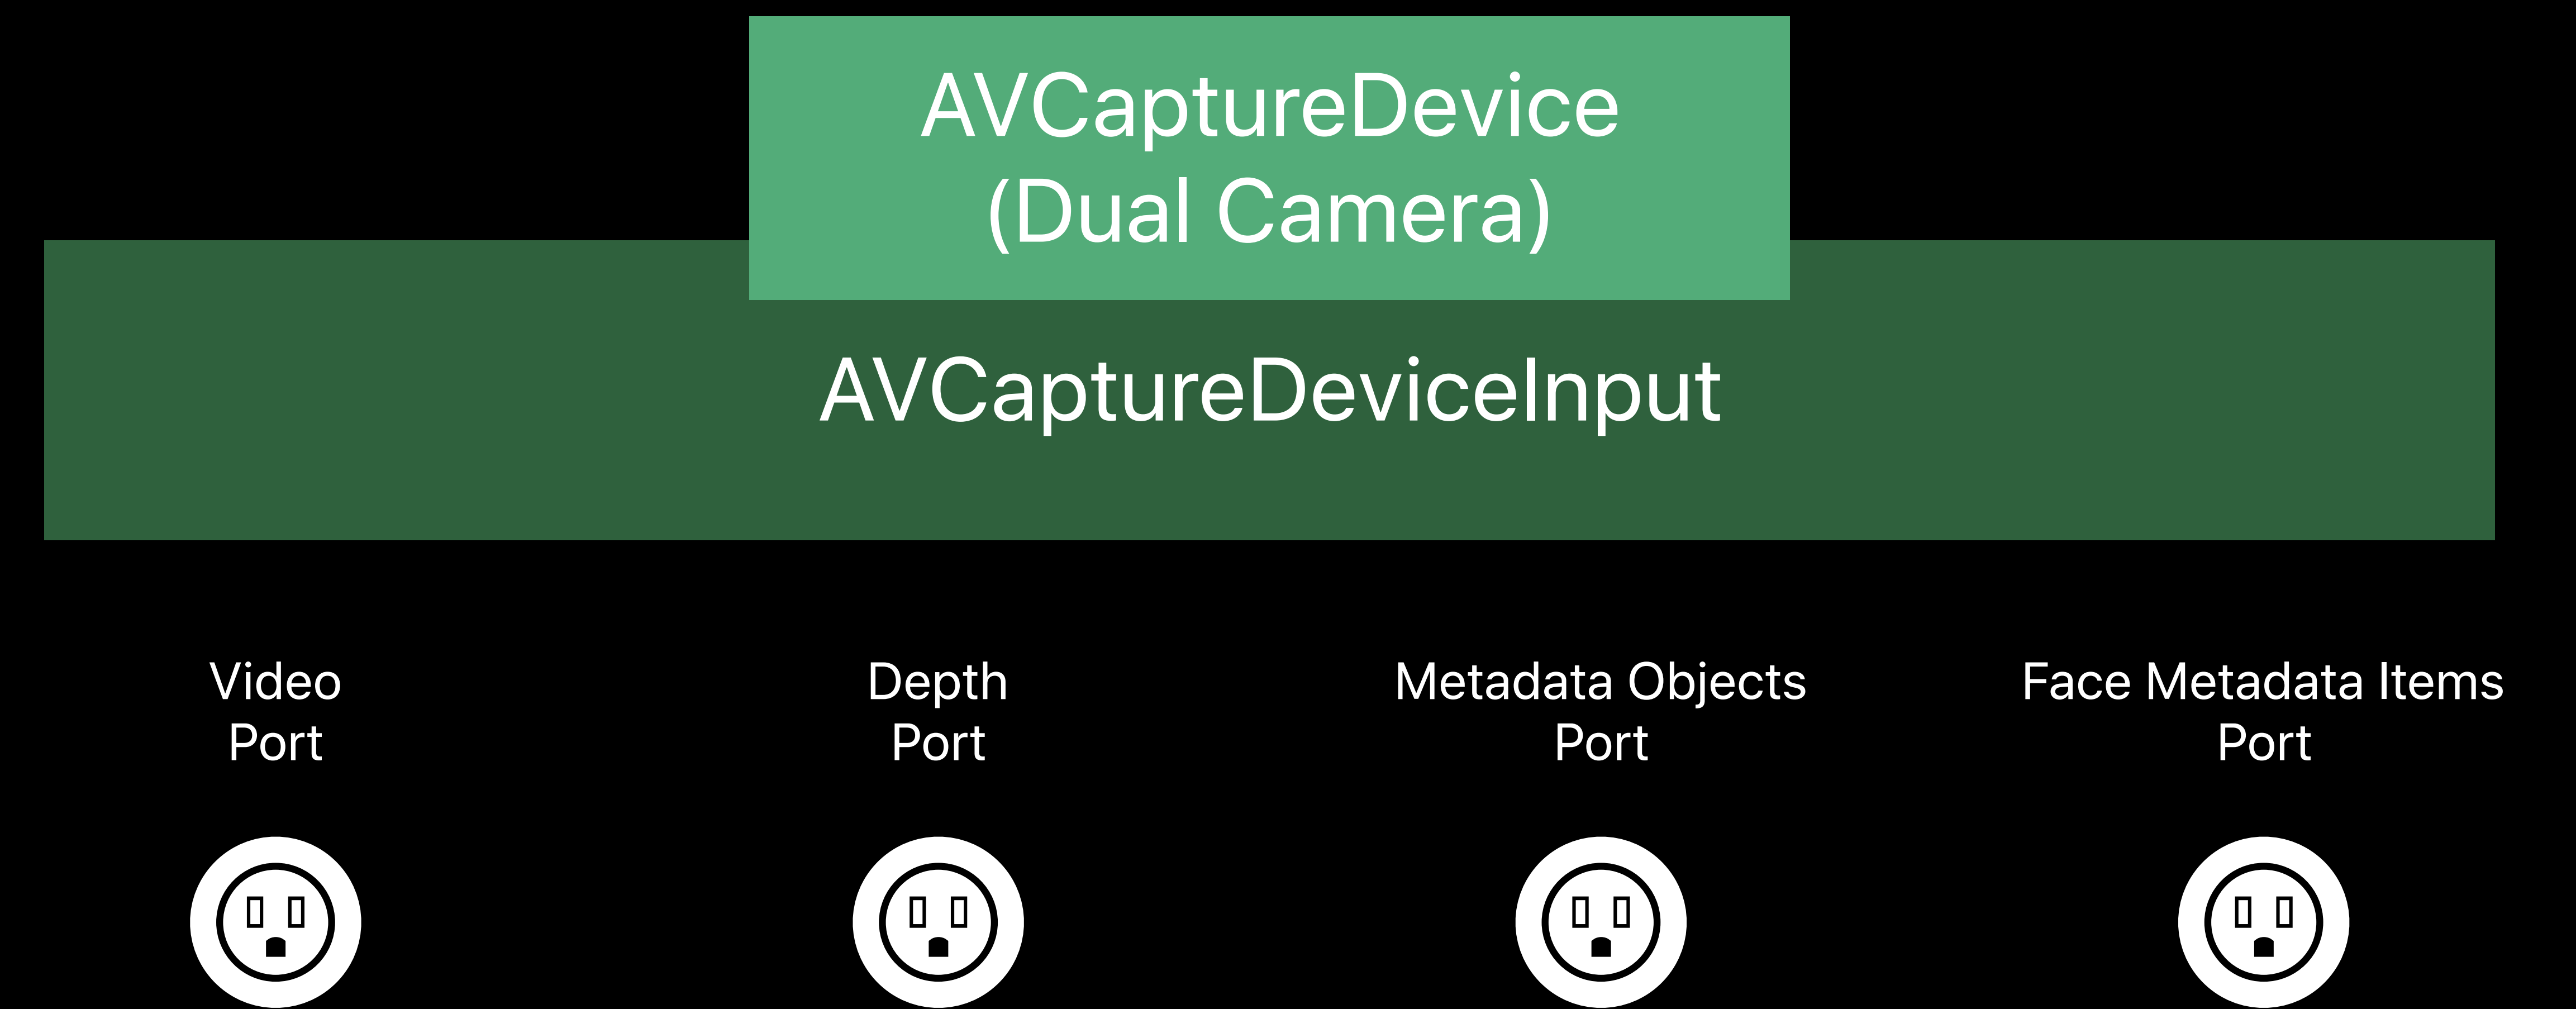 AVCaptureDevice
(Dual Camera)
AVCaptureDeviceInput
Video
Port
Depth
Port
Metadata Objects
Port
Face Metadata Items
Port